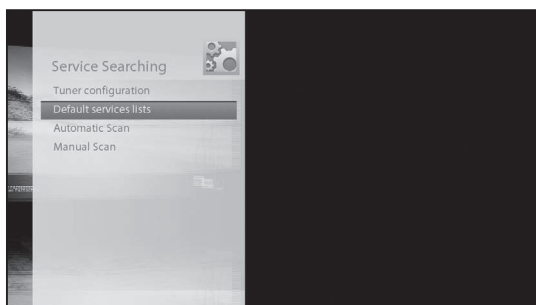 Service Searching
Tuner configuration
Default services lists
Automatic Scan
Manual Scan